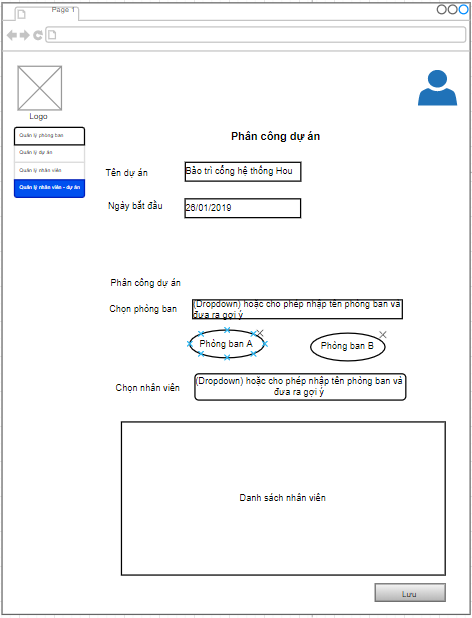 Page 1
Logo
Quản lý phòng ban
Quản lý dự án
Quản lý nhân viên
Quản lý nhân viên - dự án
Phân công dự án
Tên dự án
Bảo trì cổng hệ thống Hou
Ngày bắt đầu
26/01/2019
Phân công dự án
Chọn phòng ban
(Dropdown) hoặc cho phép nhập tên phòng ban và
đưa ra gợi ý
Phòng ban A
Phòng ban B
Chọn nhân viên
(Dropdown) hoặc cho phép nhập tên phòng ban và
đưa ra gợi ý
Danh sách nhân viên
Lưu